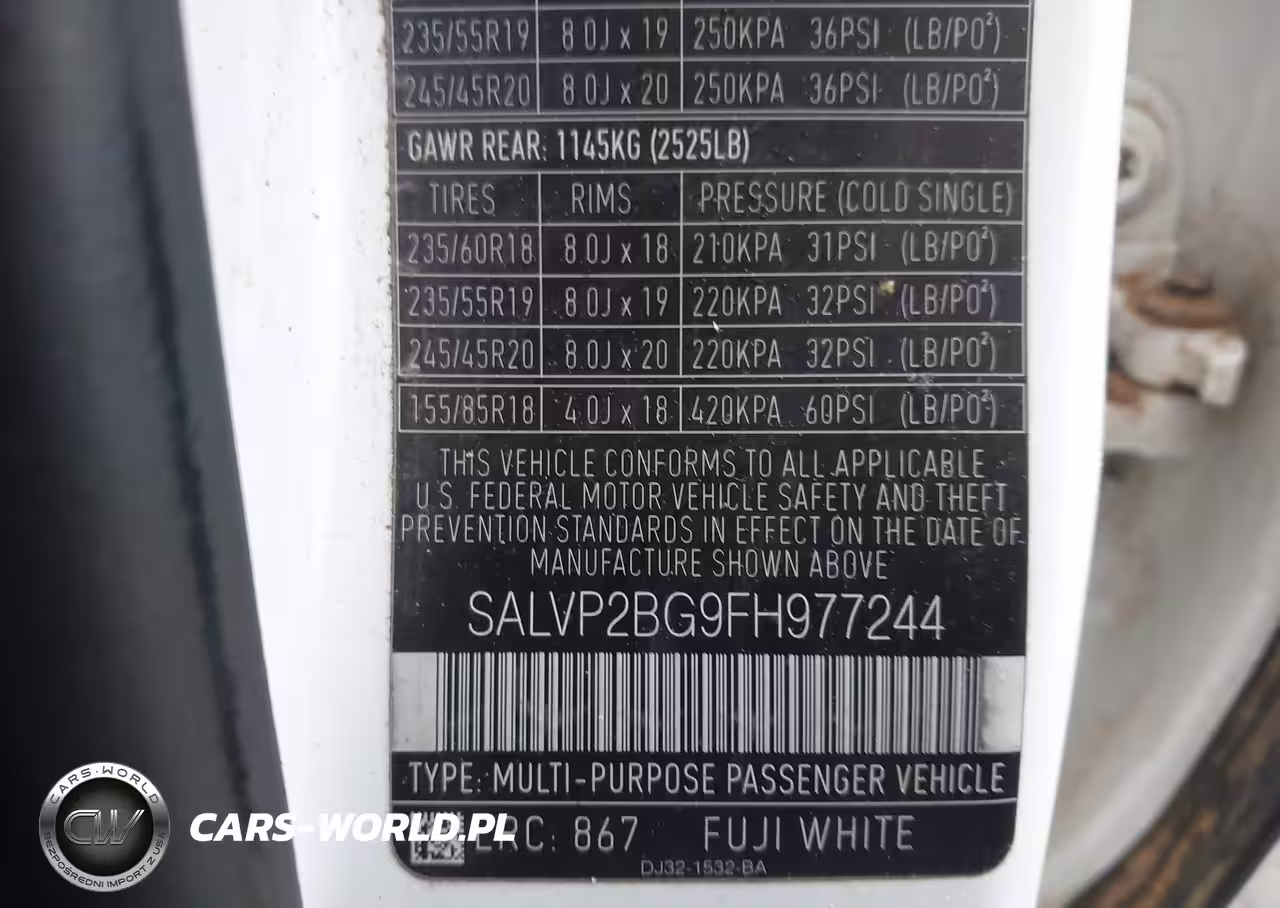 235/55R19 8.0J x 19 250KPA 36PSI (LB/PO²)
245/45R20 8.0J x 20 250KPA 36PSI (LB/PO²)
GAWR REAR: 1145KG (2525LB)
TIRES RIMS PRESSURE (COLD SINGLE)
235/60R18 8.0J x 18 210KPA 31PSI (LB/PO²)
235/55R19 8.0J x 19 220KPA 32PSI (LB/PO²)
245/45R20 8.0J x 20 220KPA 32PSI (LB/PO²)
155/85R18 4.0J x 18 420KPA 60PSI (LB/PO²)
THIS VEHICLE CONFORMS TO ALL APPLICABLE
U.S. FEDERAL MOTOR VEHICLE SAFETY AND THEFT
PREVENTION STANDARDS IN EFFECT ON THE DATE OF
MANUFACTURE SHOWN ABOVE
SALVP2BG9FH977244
TYPE: MULTI-PURPOSE PASSENGER VEHICLE
867 FUJI WHITE
DJ32-1532-BA
CARS-WORLD
CW
BEZPOŚREDNI IMPORT Z USA
CARS-WORLD.PL